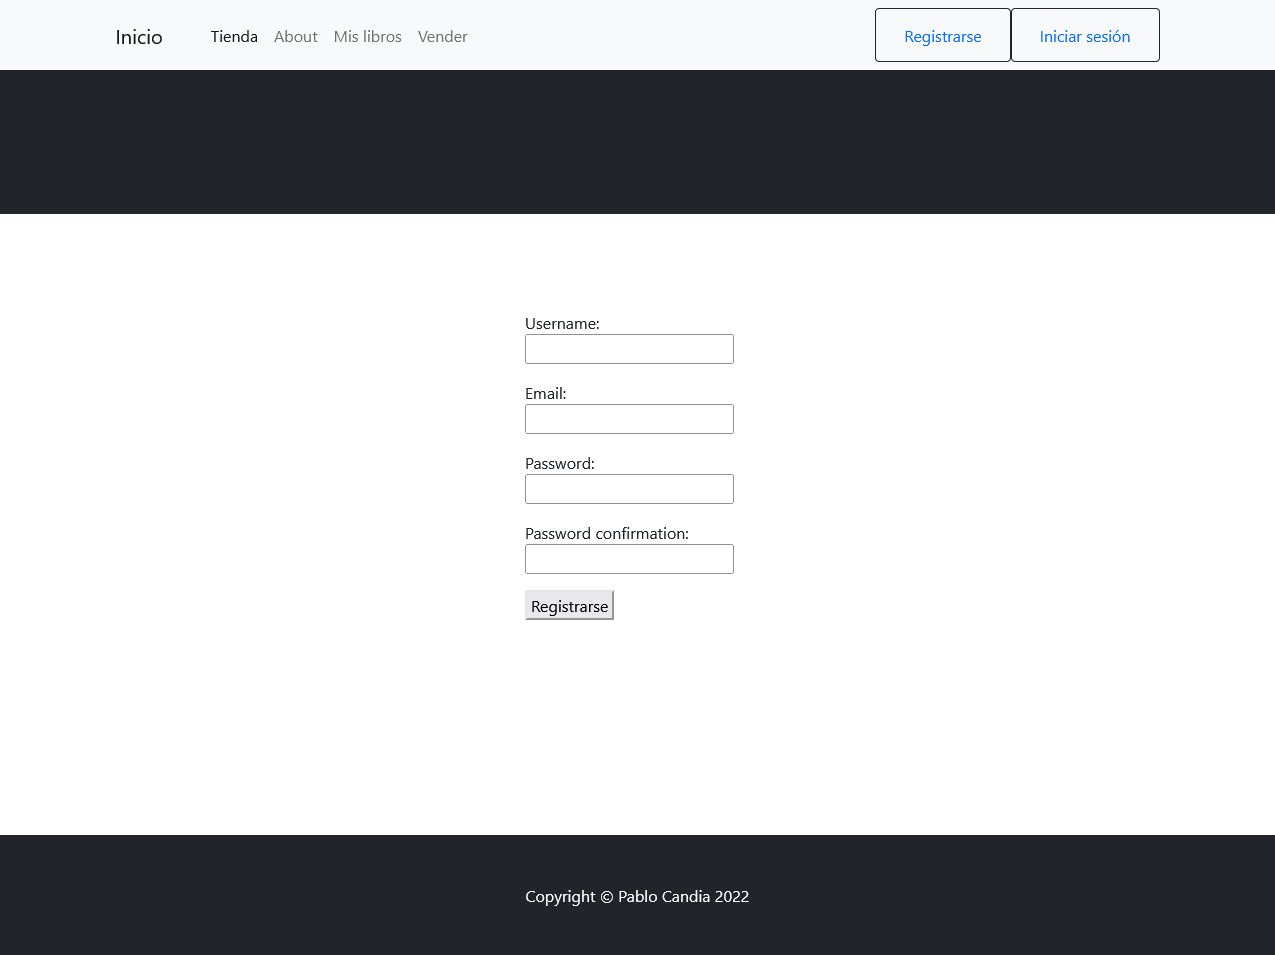 Inicio Tienda About Mis libros Vender Registrarse Iniciar sesión
Username:
Email:
Password:
Password confirmation:
Registrarse
Copyright © Pablo Candia 2022